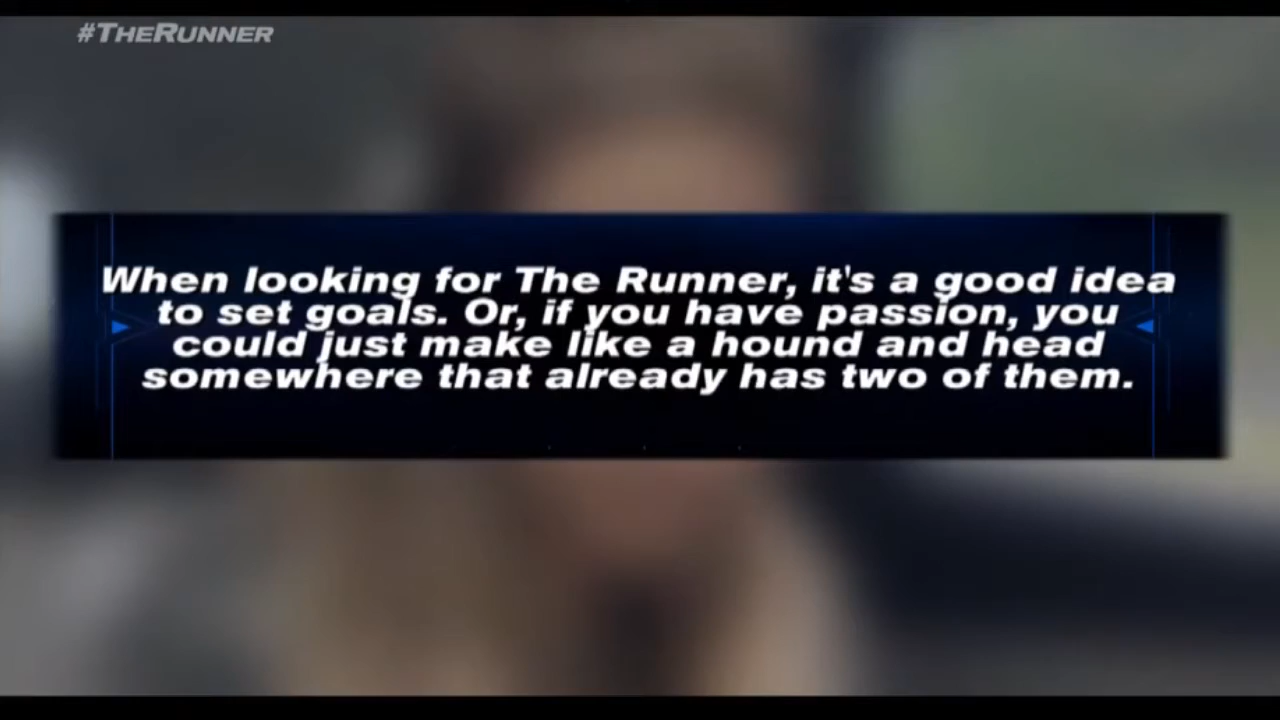 #THERUNNER
When looking for The Runner, it's a good idea
to set goals. Or, if you have passion, you
could just make like a hound and head
somewhere that already has two of them.